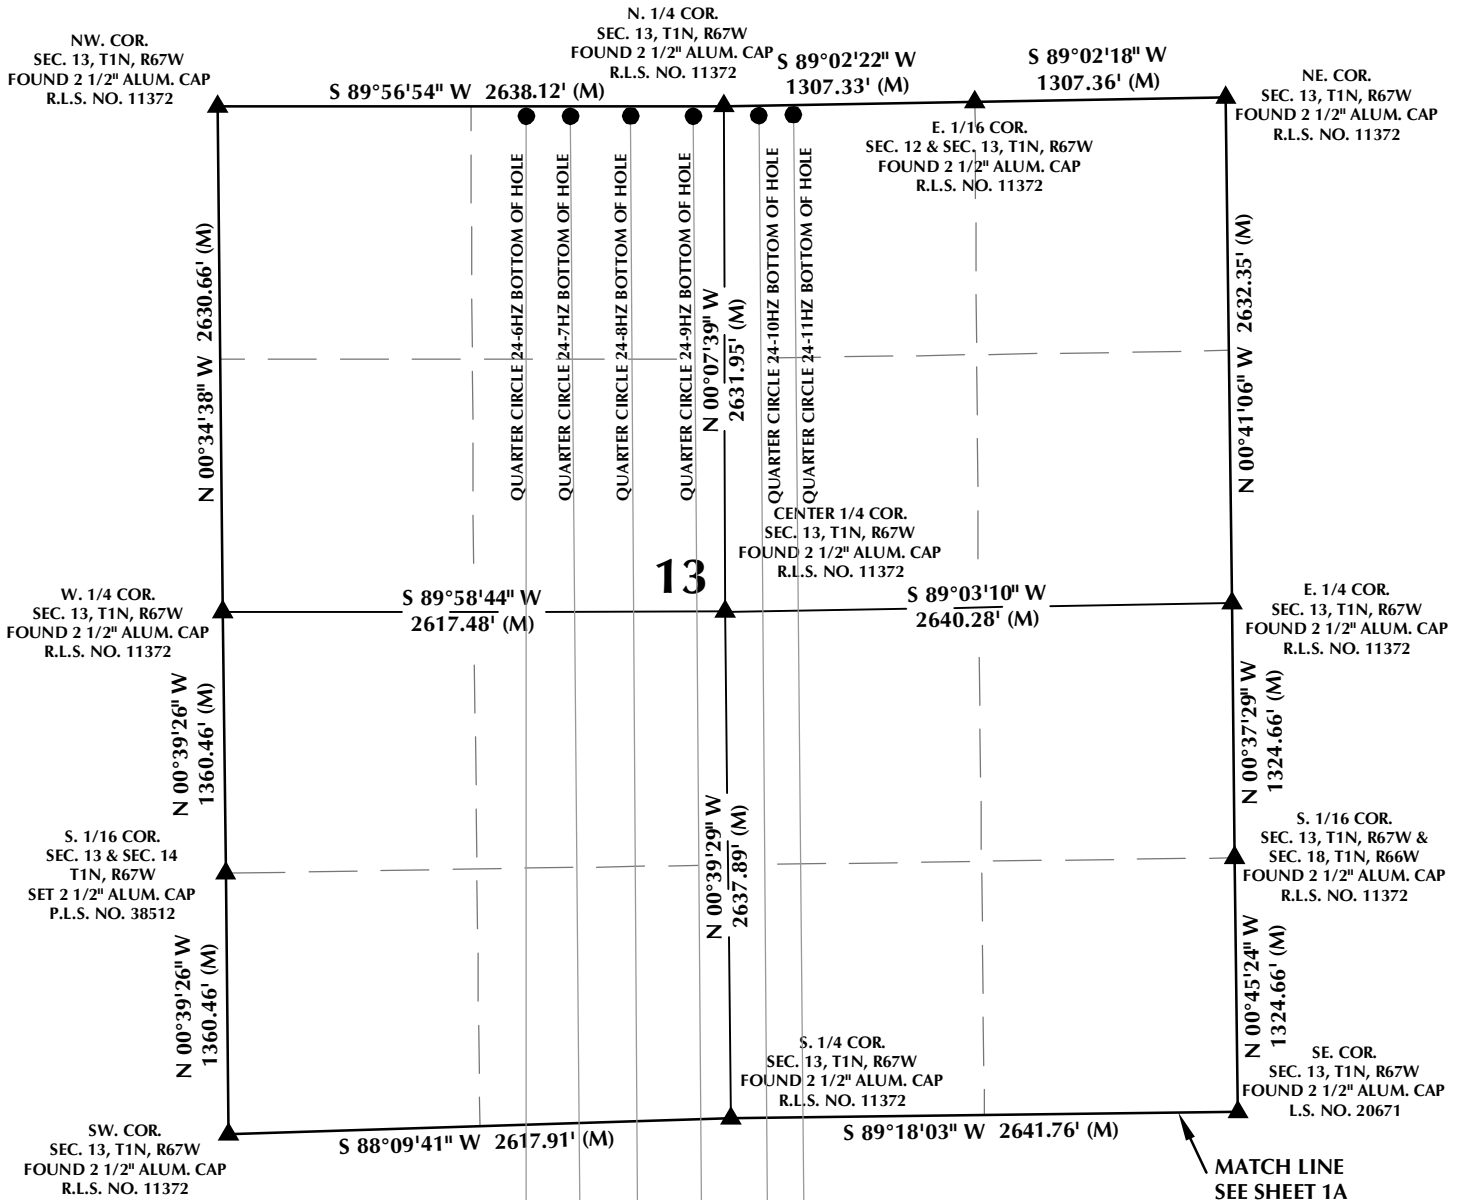 NW. COR.
SEC. 13, T1N, R67W
FOUND 2 1/2" ALUM. CAP
R.L.S. NO. 11372
N. 1/4 COR.
SEC. 13, T1N, R67W
FOUND 2 1/2" ALUM. CAP
R.L.S. NO. 11372
S 89°56'54" W 2638.12' (M)
S 89°02'22" W
1307.33' (M)
S 89°02'18" W
1307.36' (M)
NE. COR.
SEC. 13, T1N, R67W
FOUND 2 1/2" ALUM. CAP
R.L.S. NO. 11372
E. 1/16 COR.
SEC. 12 & SEC. 13, T1N, R67W
FOUND 2 1/2" ALUM. CAP
R.L.S. NO. 11372
N 00°34'38" W 2630.66' (M)
QUARTER CIRCLE 24-6HZ BOTTOM OF HOLE
QUARTER CIRCLE 24-7HZ BOTTOM OF HOLE
QUARTER CIRCLE 24-8HZ BOTTOM OF HOLE
QUARTER CIRCLE 24-9HZ BOTTOM OF HOLE
N 00°07'39" W
2631.95' (M)
QUARTER CIRCLE 24-10HZ BOTTOM OF HOLE
QUARTER CIRCLE 24-11HZ BOTTOM OF HOLE
N 00°41'06" W 2632.35' (M)
CENTER 1/4 COR.
SEC. 13, T1N, R67W
FOUND 2 1/2" ALUM. CAP
R.L.S. NO. 11372
13
W. 1/4 COR.
SEC. 13, T1N, R67W
FOUND 2 1/2" ALUM. CAP
R.L.S. NO. 11372
S 89°58'44" W
2617.48' (M)
S 89°03'10" W
2640.28' (M)
E. 1/4 COR.
SEC. 13, T1N, R67W
FOUND 2 1/2" ALUM. CAP
R.L.S. NO. 11372
N 00°39'26" W
1360.46' (M)
N 00°37'29" W
1324.66' (M)
S. 1/16 COR.
SEC. 13 & SEC. 14
T1N, R67W
SET 2 1/2" ALUM. CAP
P.L.S. NO. 38512
N 00°39'29" W
2637.89' (M)
S. 1/16 COR.
SEC. 13, T1N, R67W &
SEC. 18, T1N, R66W
FOUND 2 1/2" ALUM. CAP
R.L.S. NO. 11372
N 00°39'26" W
1360.46' (M)
N 00°45'24" W
1324.66' (M)
S. 1/4 COR.
SEC. 13, T1N, R67W
FOUND 2 1/2" ALUM. CAP
R.L.S. NO. 11372
SE. COR.
SEC. 13, T1N, R67W
FOUND 2 1/2" ALUM. CAP
L.S. NO. 20671
SW. COR.
SEC. 13, T1N, R67W
FOUND 2 1/2" ALUM. CAP
R.L.S. NO. 11372
S 88°09'41" W 2617.91' (M)
S 89°18'03" W 2641.76' (M)
MATCH LINE
SEE SHEET 1A